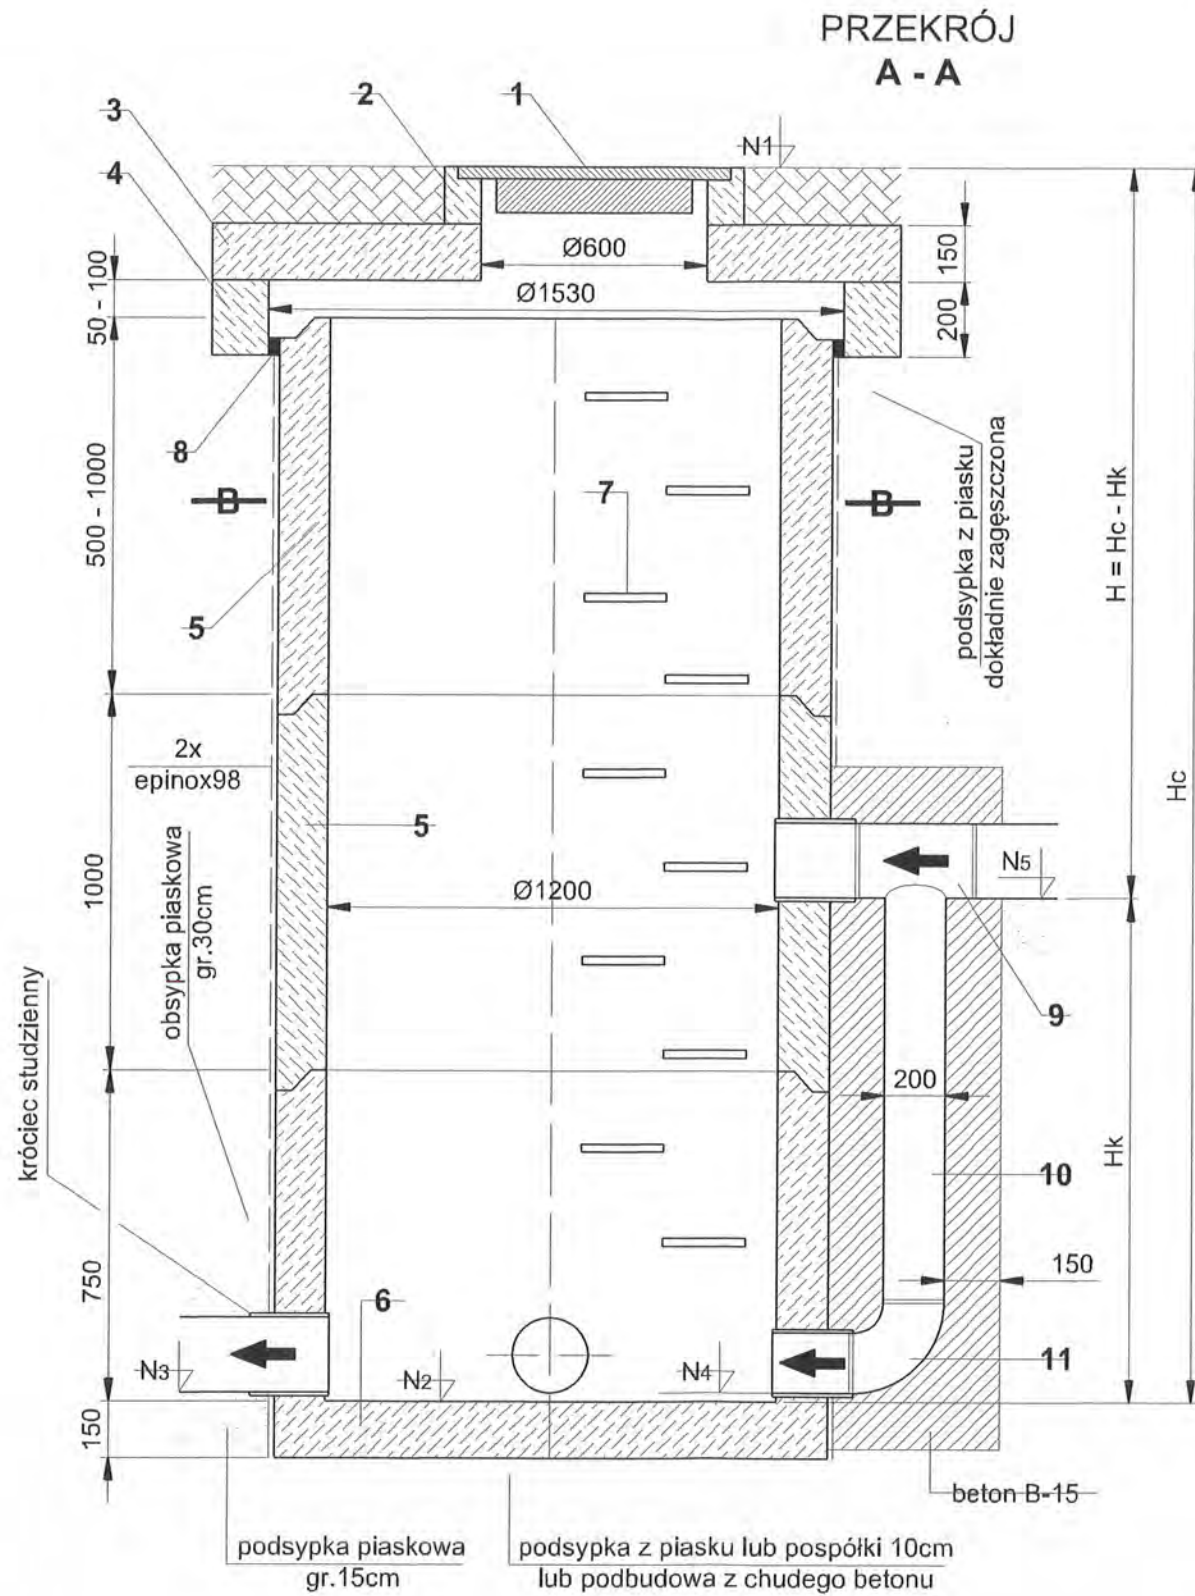 PRZEKRÓJ
A - A
1
2
3
4
N1
Ø600
Ø1530
150
200
50 - 100
500 - 1000
8
B
B
7
5
podsypka z piasku
dokładnie zagęszczona
H = Hc - Hk
Hc
2x
epinox98
5
Ø1200
N5
9
1000
obsypka piaskowa
gr.30cm
króciec studzienny
200
10
Hk
150
750
6
11
N3
N2
N4
150
beton B-15
podsypka piaskowa
gr.15cm
podsypka z piasku lub pospółki 10cm
lub podbudowa z chudego betonu